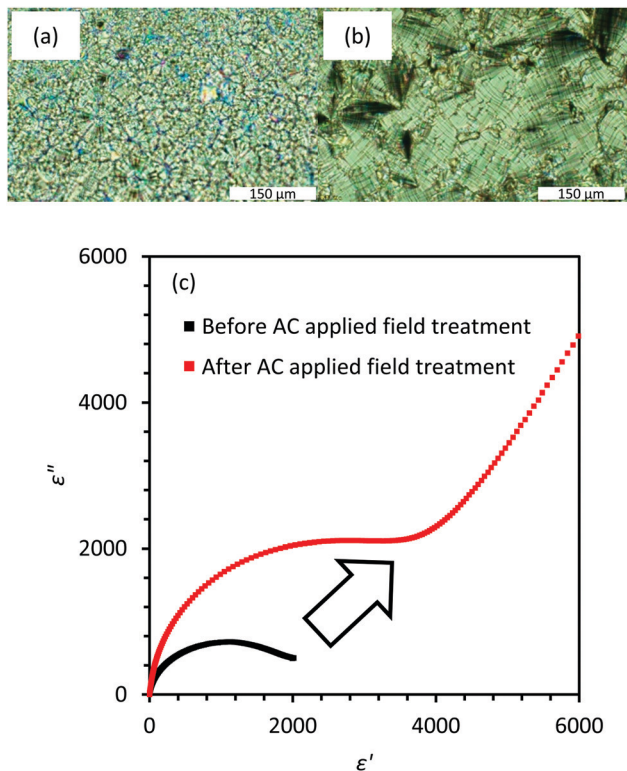 (a)
(b)
150 μm
150 μm
6000
(c)
■ Before AC applied field treatment
■ After AC applied field treatment
4000
ε″
2000
0
0
2000
4000
6000
ε′